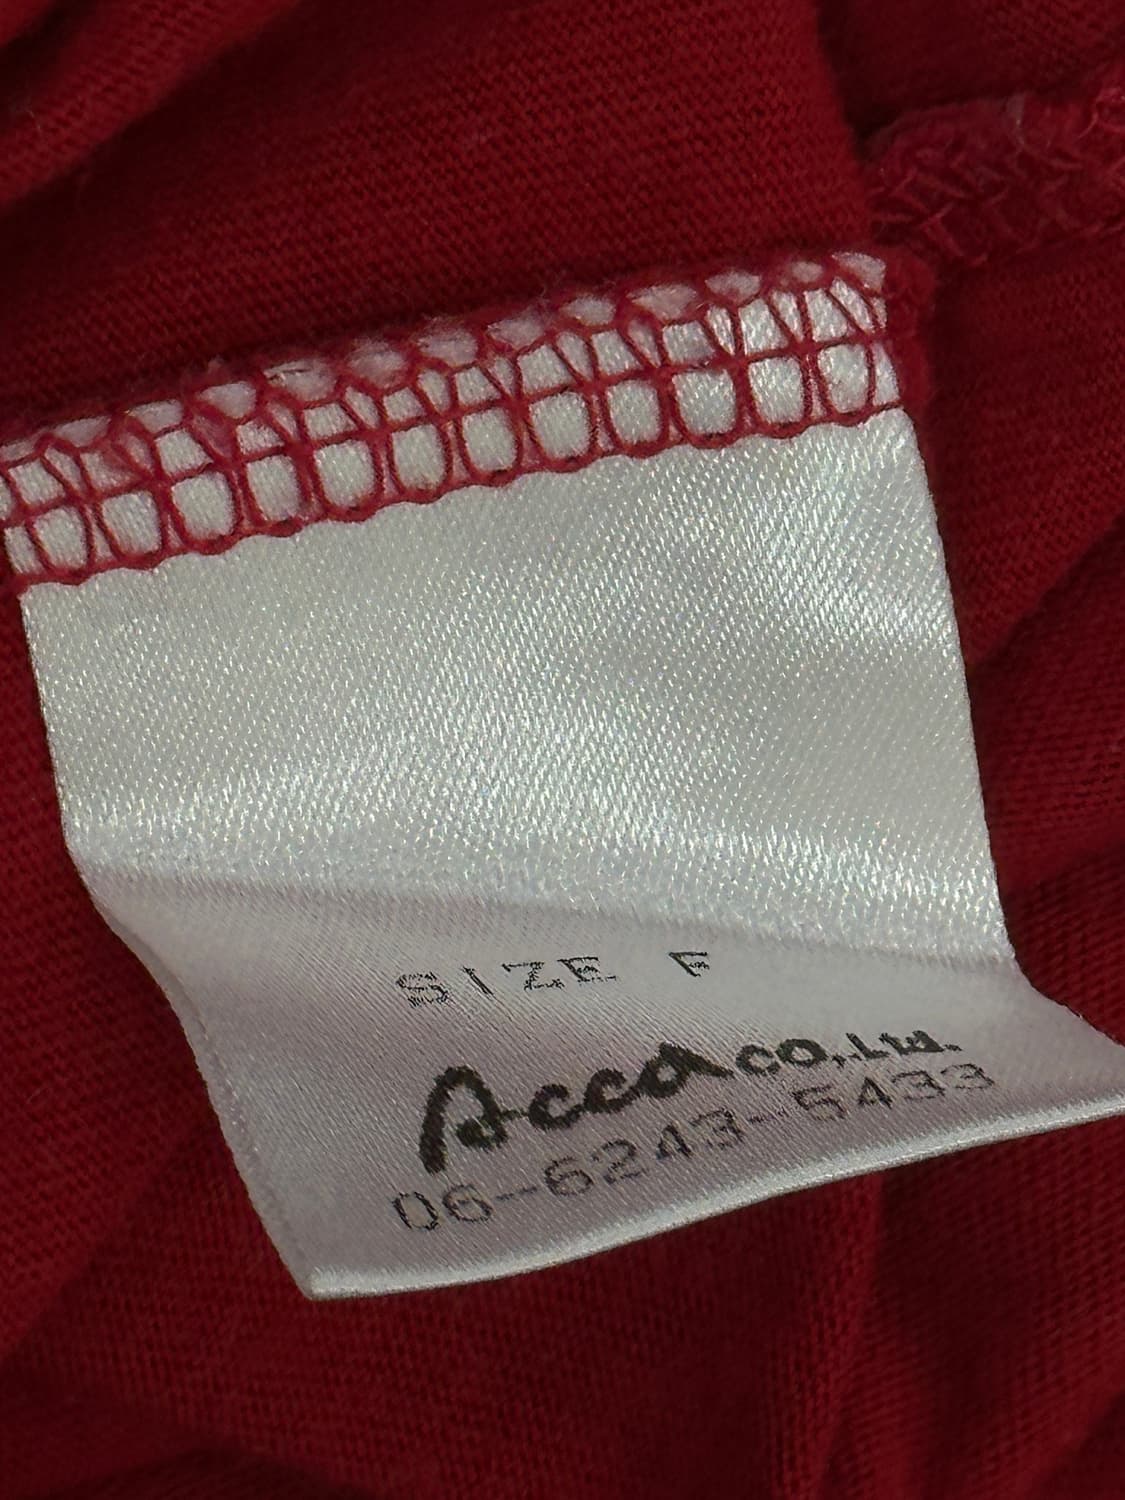 SIZE F
Acca CO., Ltd.
06-6243-5433